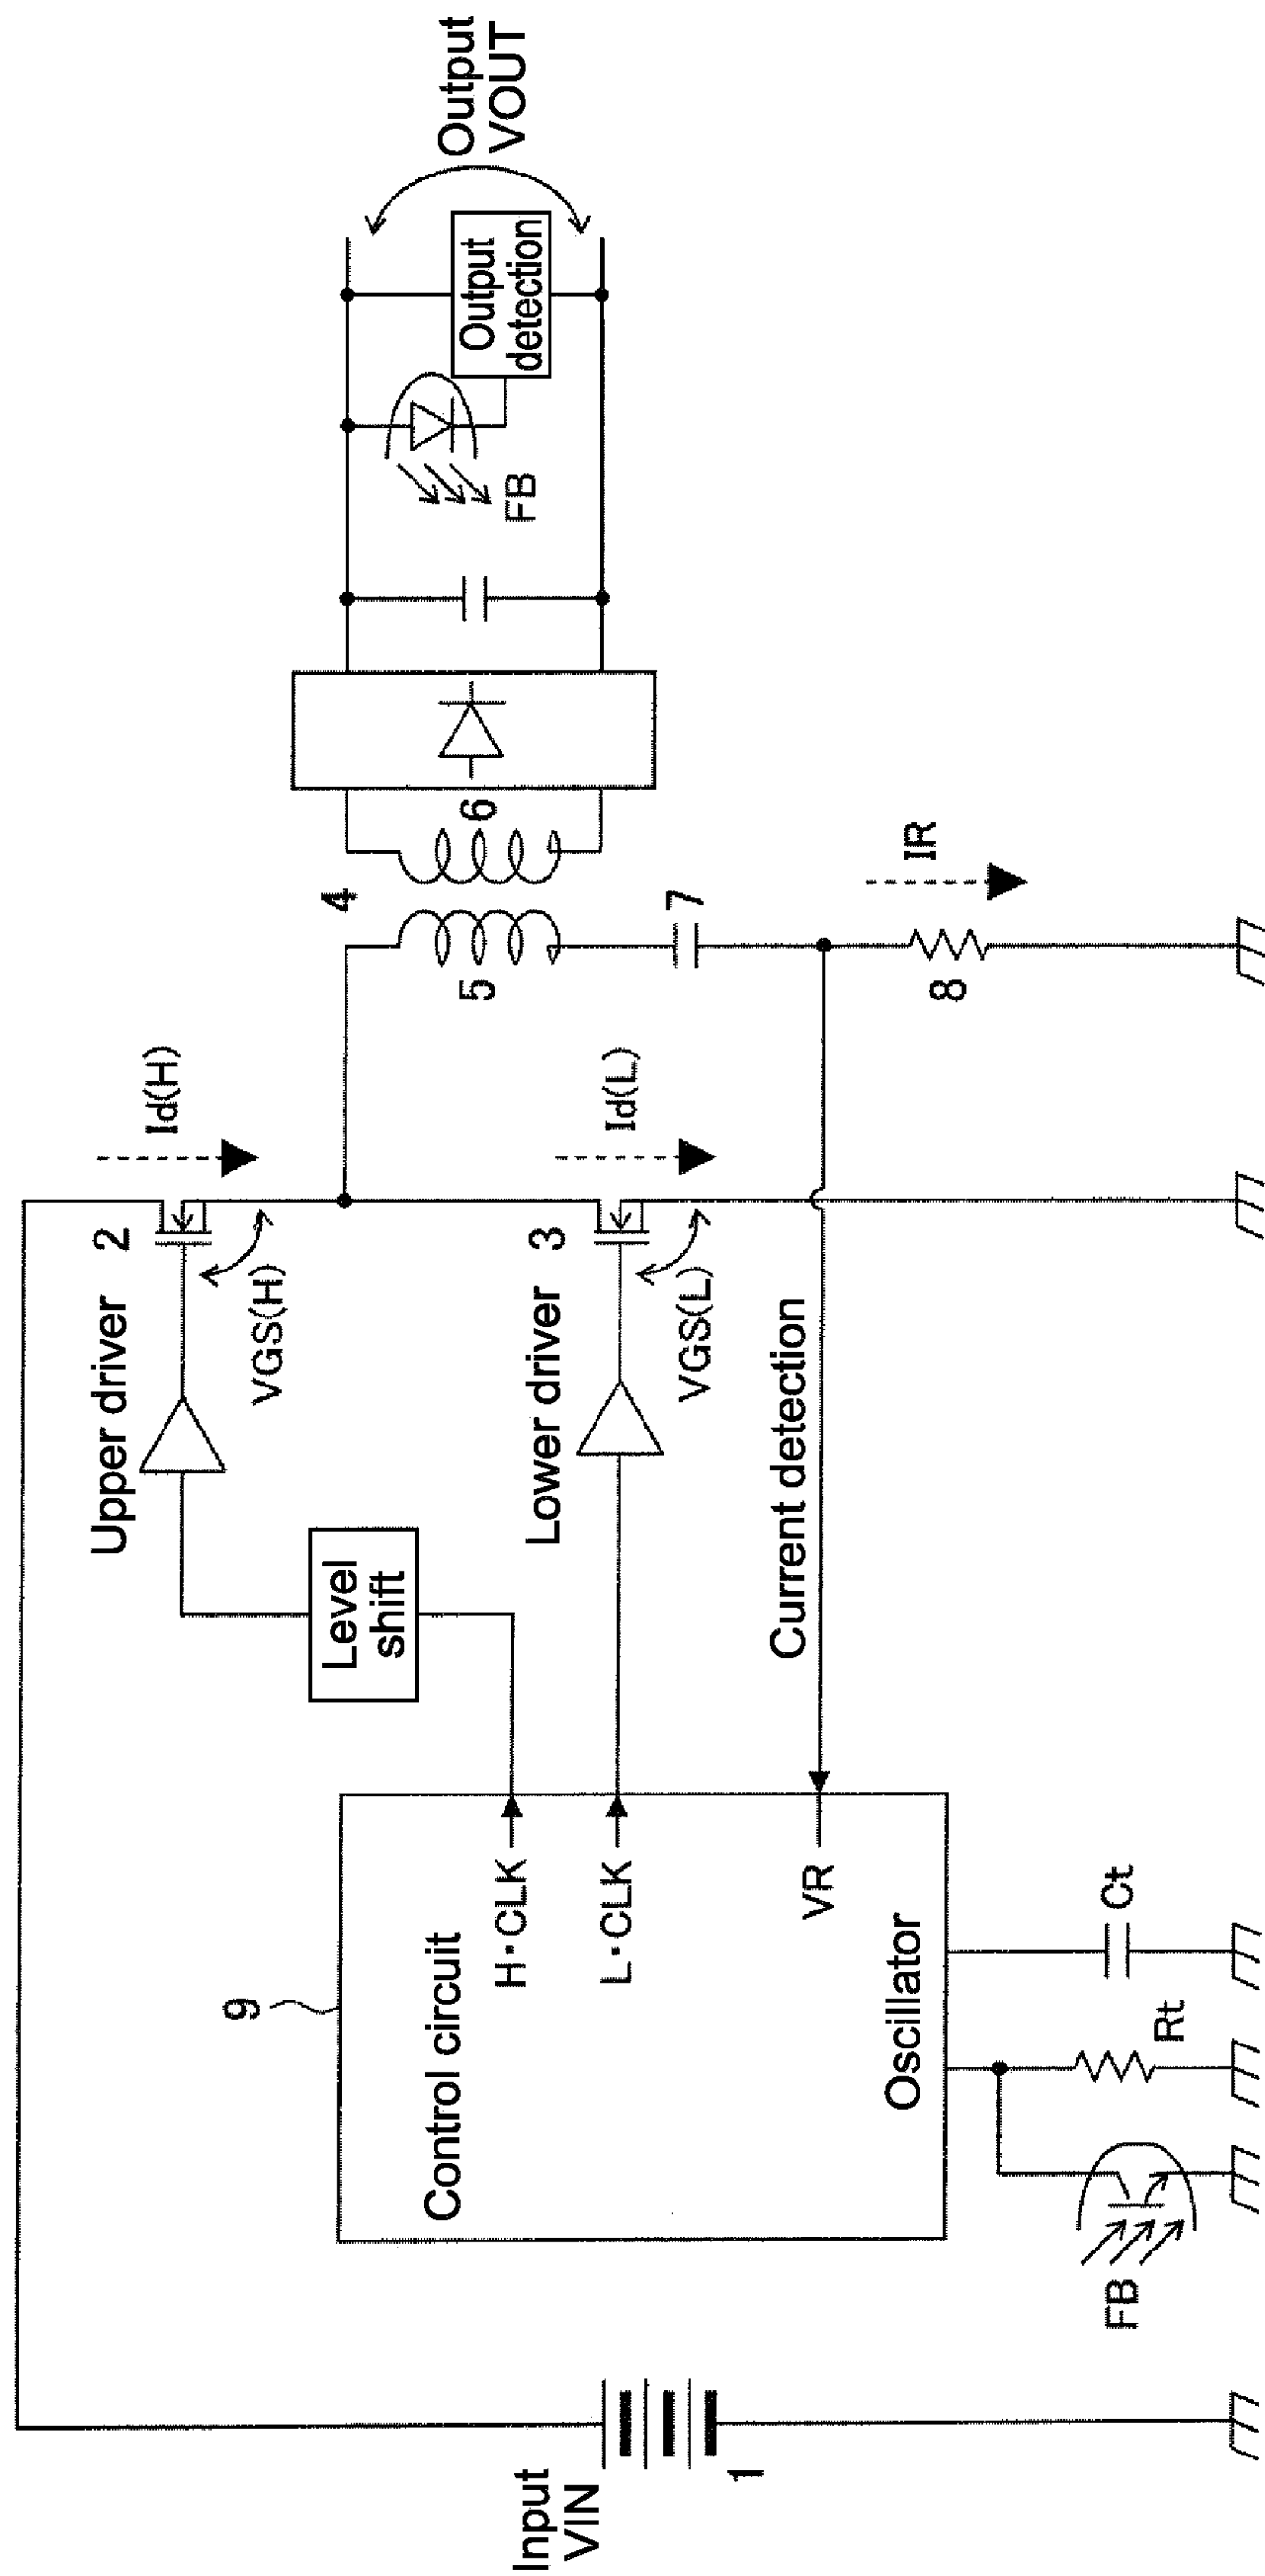 Input
VIN
1
9
Control circuit
H·CLK
L·CLK
VR
Oscillator
FB
Rt
Ct
Level
shift
Upper driver
Lower driver
Current detection
2
VGS(H)
Id(H)
3
VGS(L)
Id(L)
4
5
6
7
8
IR
FB
Output
detection
Output
VOUT